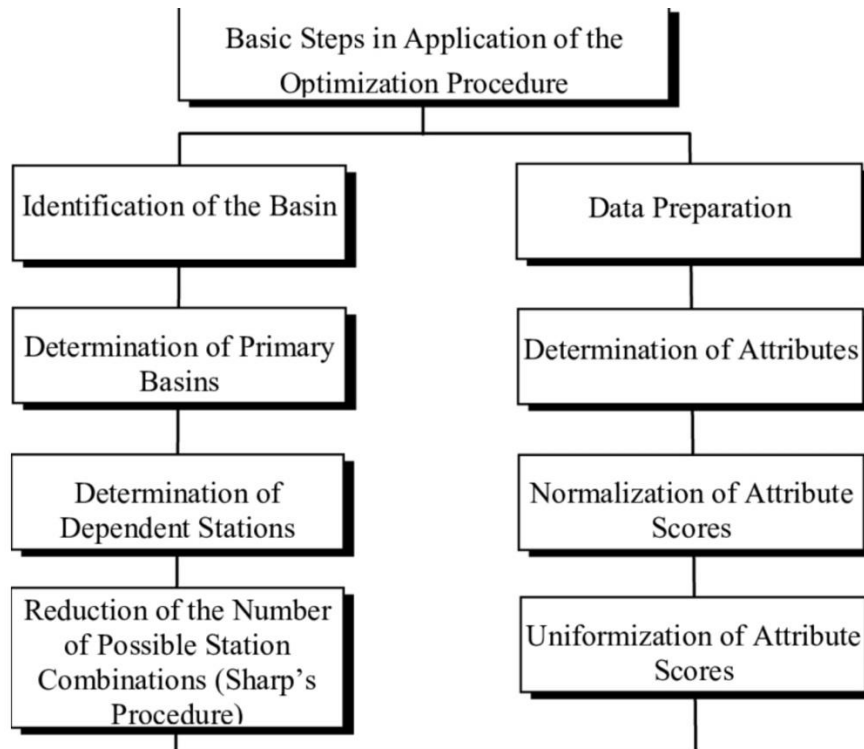 Basic Steps in Application of the
Optimization Procedure
Identification of the Basin
Data Preparation
Determination of Primary
Basins
Determination of Attributes
Determination of
Dependent Stations
Normalization of Attribute
Scores
Reduction of the Number
of Possible Station
Combinations (Sharp's
Procedure)
Uniformization of Attribute
Scores